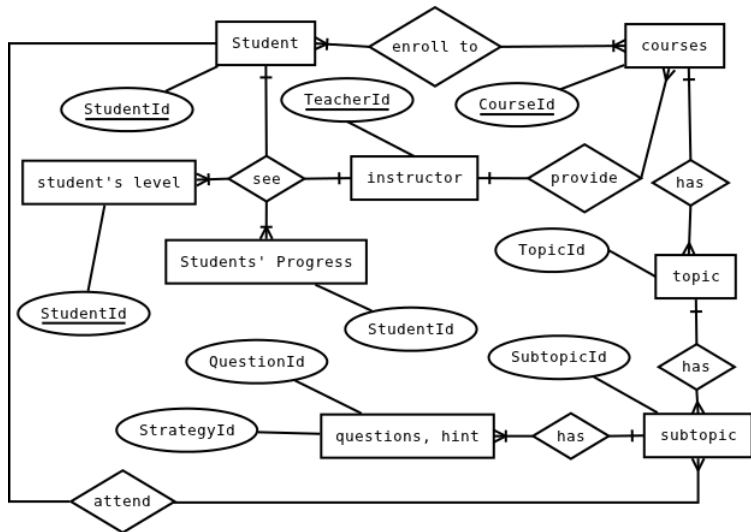 Student
enroll to
courses
StudentId
TeacherId
CourseId
student's level
see
instructor
provide
has
Students' Progress
TopicId
topic
StudentId
StudentId
QuestionId
SubtopicId
has
StrategyId
questions, hint
has
subtopic
attend